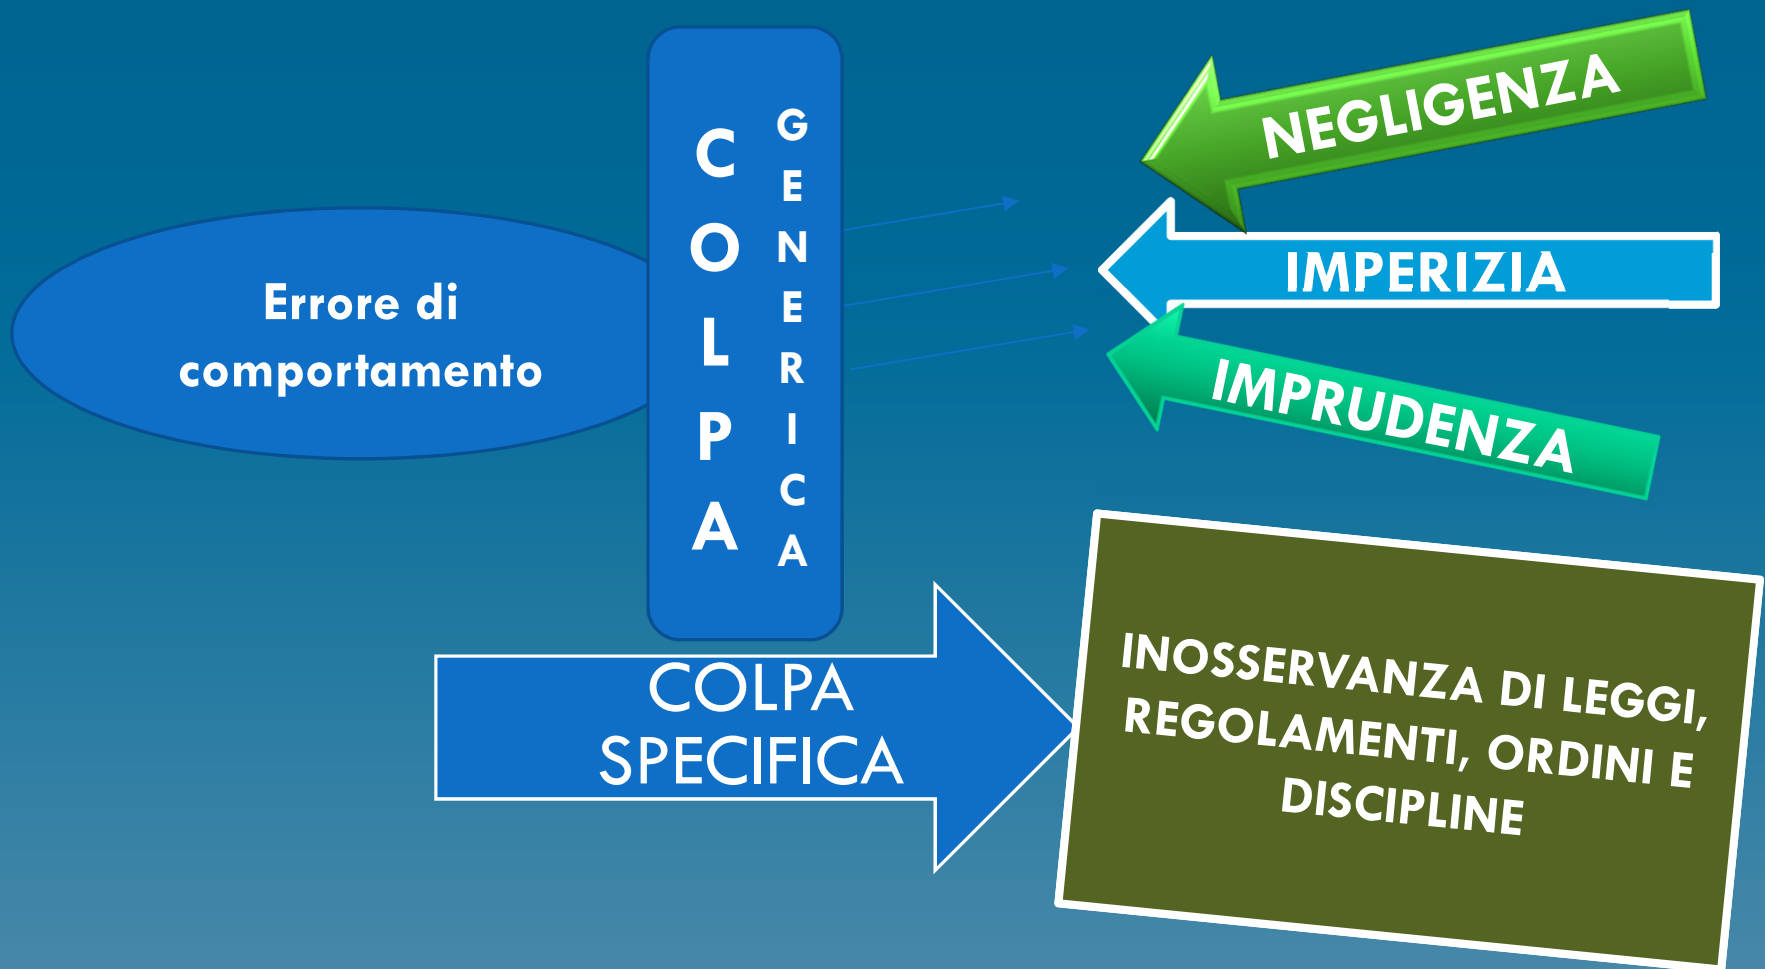 Errore di
comportamento
COLPA
GENERICA
NEGLIGENZA
IMPERIZIA
IMPRUDENZA
COLPA
SPECIFICA
INOSSERVANZA DI LEGGI,
REGOLAMENTI, ORDINI E
DISCIPLINE